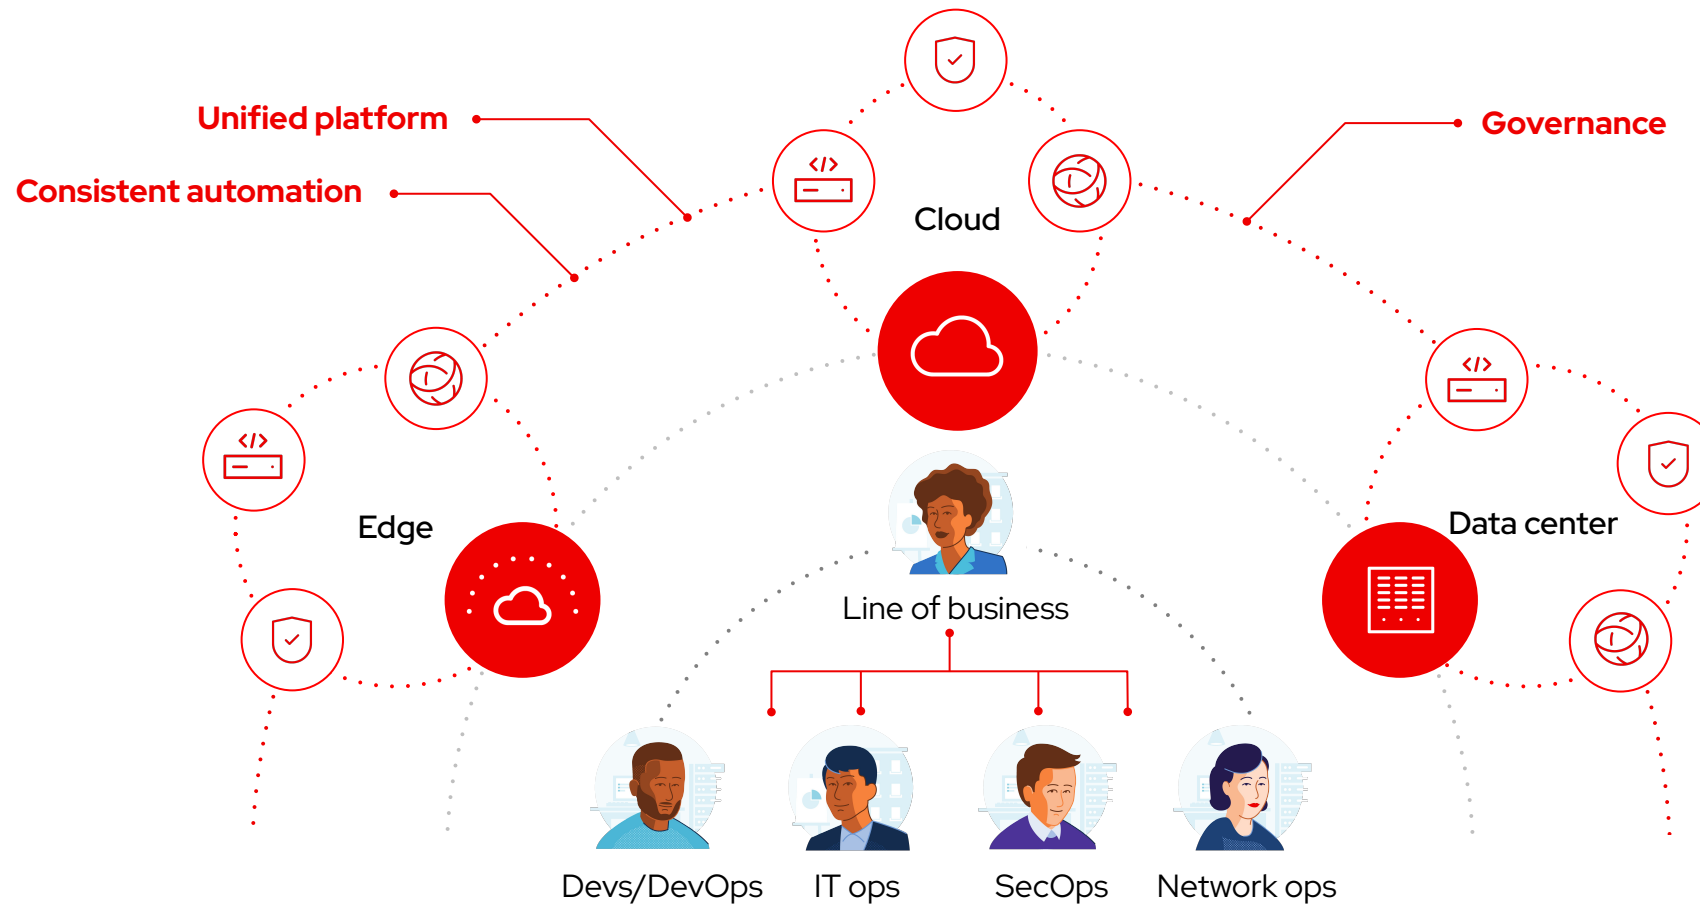 Unified platform
Governance
Consistent automation
</>
Cloud
</>
</>
Edge
Data center
Line of business
Devs/DevOps
IT ops
SecOps
Network ops